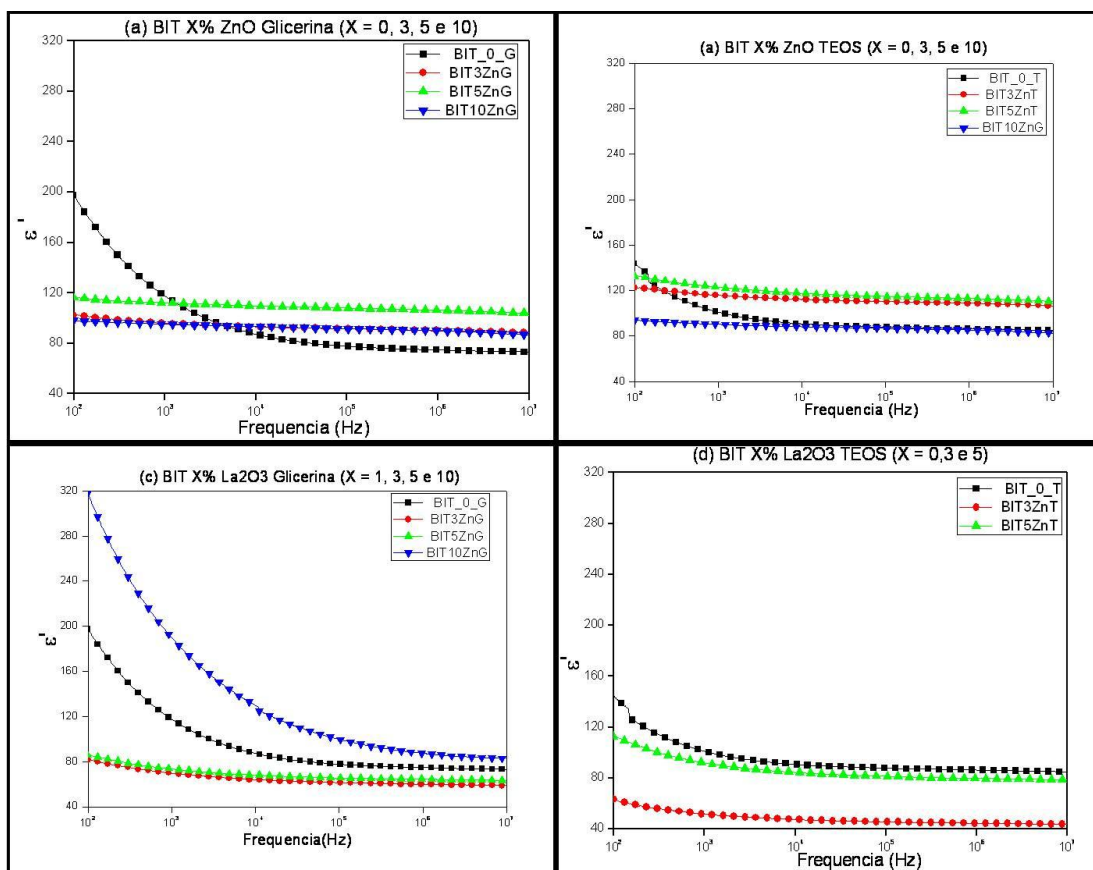 (a) BIT X% ZnO Glicerina (X = 0, 3, 5 e 10)
320
280
240
200
160
120
80
40
ε'
BIT_0_G
BIT3ZnG
BIT5ZnG
BIT10ZnG
10² 10³ 10⁴ 10⁵ 10⁶ 10⁷
Frequencia (Hz)
(a) BIT X% ZnO TEOS (X = 0, 3, 5 e 10)
320
280
240
200
160
120
80
40
ε'
BIT_0_T
BIT3ZnT
BIT5ZnT
BIT10ZnG
10² 10³ 10⁴ 10⁵ 10⁶ 10⁷
Frequencia (Hz)
(c) BIT X% La2O3 Glicerina (X = 1, 3, 5 e 10)
320
280
240
200
160
120
80
40
ε'
BIT_0_G
BIT3ZnG
BIT5ZnG
BIT10ZnG
10² 10³ 10⁴ 10⁵ 10⁶ 10⁷
Frequencia(Hz)
(d) BIT X% La2O3 TEOS (X = 0,3 e 5)
320
280
240
200
160
120
80
40
ε'
BIT_0_T
BIT3ZnT
BIT5ZnT
10² 10³ 10⁴ 10⁵ 10⁶ 10⁷
Frequencia (Hz)